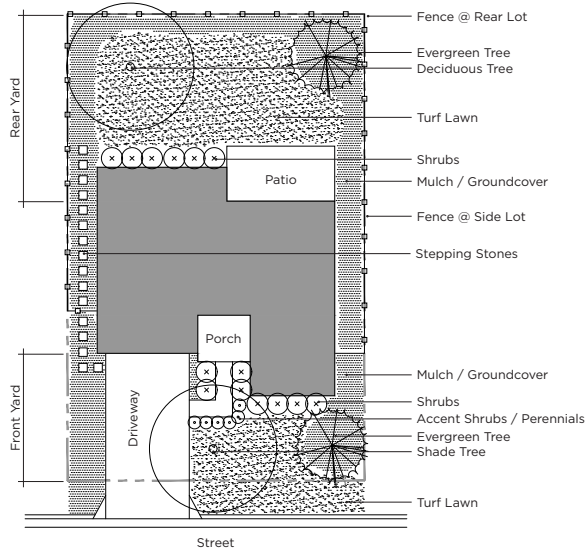 Fence @ Rear Lot
Evergreen Tree
Deciduous Tree
Rear Yard
Turf Lawn
Shrubs
Patio
Mulch / Groundcover
Fence @ Side Lot
Stepping Stones
Porch
Mulch / Groundcover
Front Yard
Driveway
Shrubs
Accent Shrubs / Perennials
Evergreen Tree
Shade Tree
Turf Lawn
Street